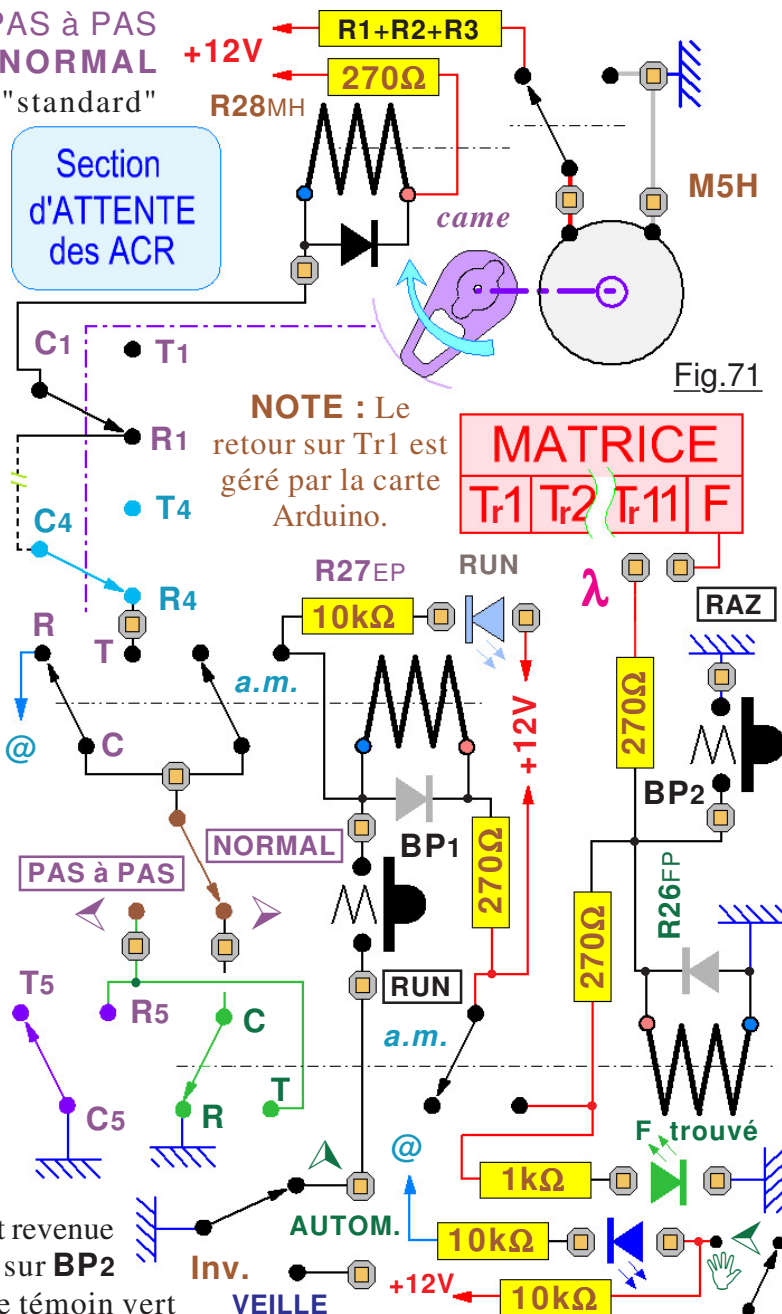 PAS à PAS
NORMAL
"standard"
+12V
R1+R2+R3
270Ω
R28MH
Section
d'ATTENTE
des ACR
M5H
came
Fig.71
C1
T1
R1
NOTE : Le
retour sur Tr1 est
géré par la carte
Arduino.
MATRICE
Tr1 Tr2 Tr11 F
T4
C4
R4
R27EP
RUN
λ
RAZ
10kΩ
R
T
a.m.
@
C
+12V
270Ω
BP2
NORMAL
BP1
PAS à PAS
270Ω
270Ω
R26FP
RUN
T5
R5
C
a.m.
T
C5
R
@
F trouvé
1kΩ
t revenue
sur BP2
e témoin vert
AUTOM.
10kΩ
Inv.
VEILLE
+12V
10kΩ